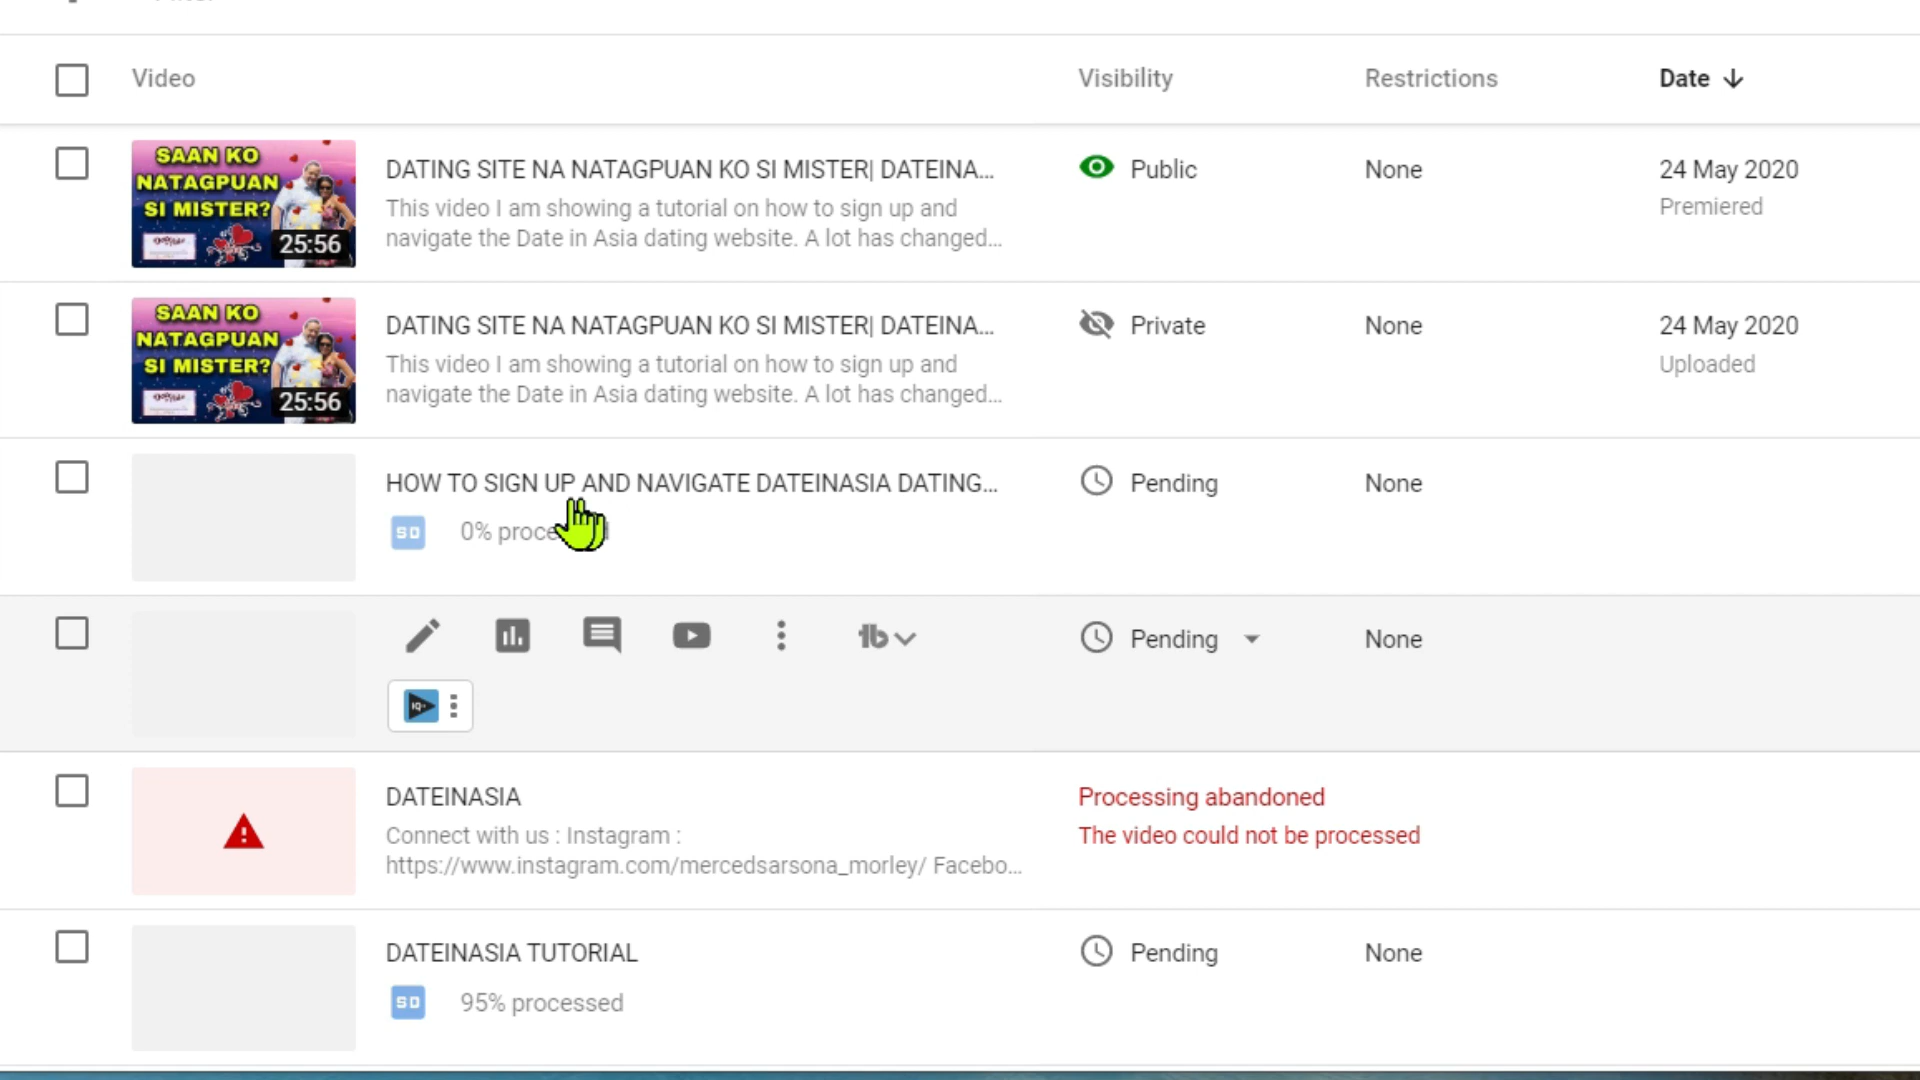 Video Visibility Restrictions Date
SAAN KO
NATAGPUAN
SI MISTER?
25:56
DATING SITE NA NATAGPUAN KO SI MISTER| DATEINA...
This video I am showing a tutorial on how to sign up and
navigate the Date in Asia dating website. A lot has changed...
Public
None
24 May 2020
Premiered
SAAN KO
NATAGPUAN
SI MISTER?
25:56
DATING SITE NA NATAGPUAN KO SI MISTER| DATEINA...
This video I am showing a tutorial on how to sign up and
navigate the Date in Asia dating website. A lot has changed...
Private
None
24 May 2020
Uploaded
HOW TO SIGN UP AND NAVIGATE DATEINASIA DATING...
SD 0%
Pending
None
Pending
None
IQ
DATEINASIA
Connect with us : Instagram :
https://www.instagram.com/mercedsarsona_morley/ Facebo...
Processing abandoned
The video could not be processed
DATEINASIA TUTORIAL
SD 95% processed
Pending
None